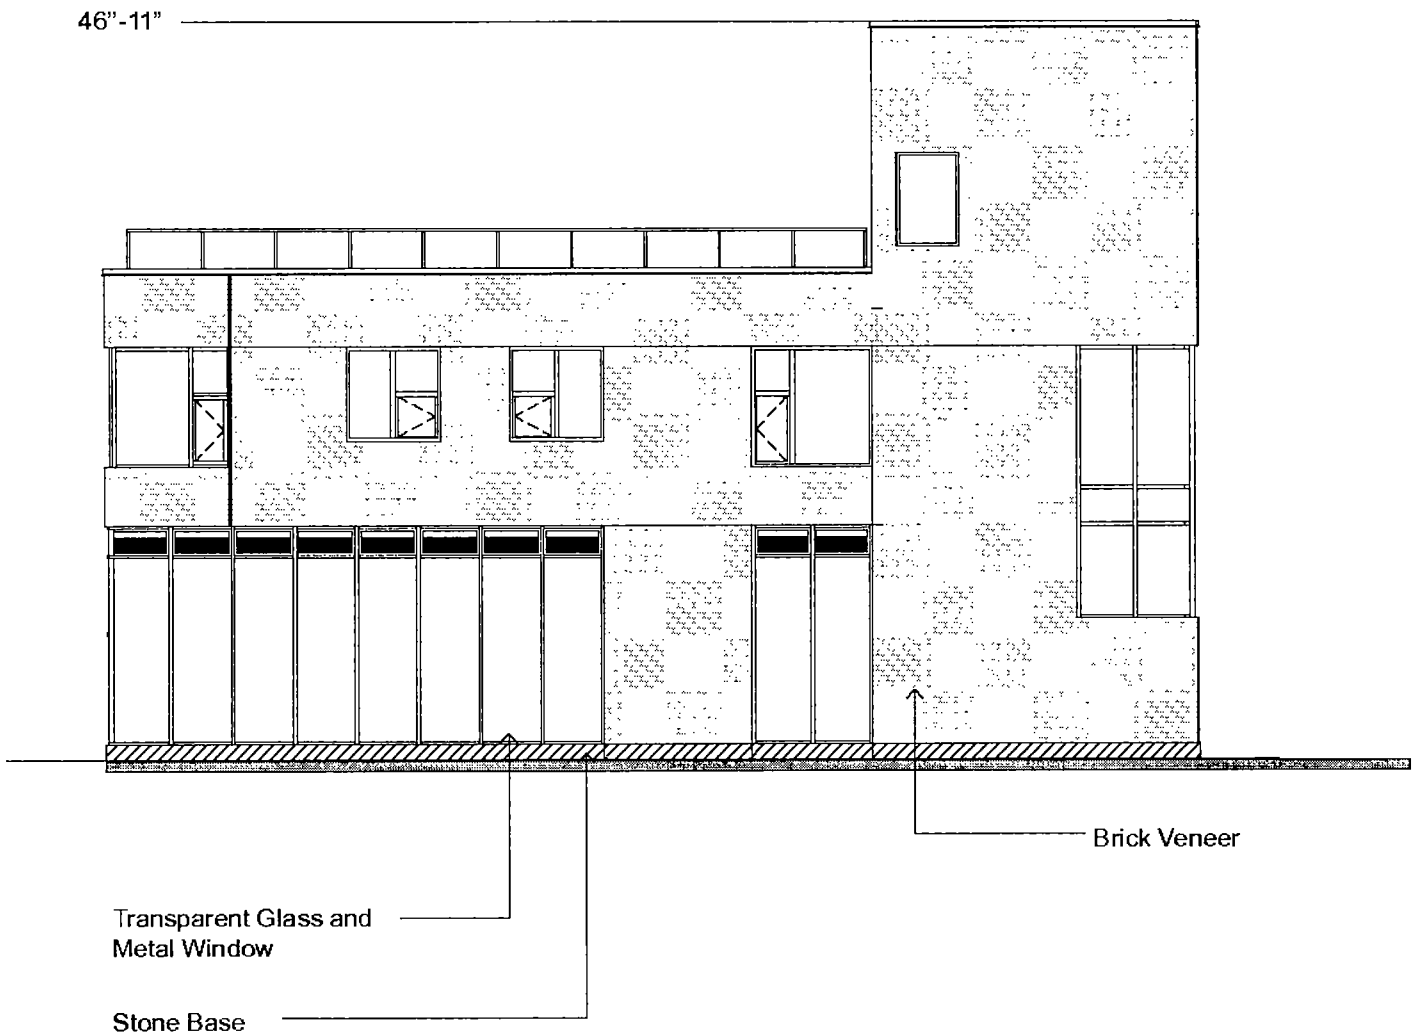 46”-11”
Brick Veneer
Transparent Glass and
Metal Window
Stone Base